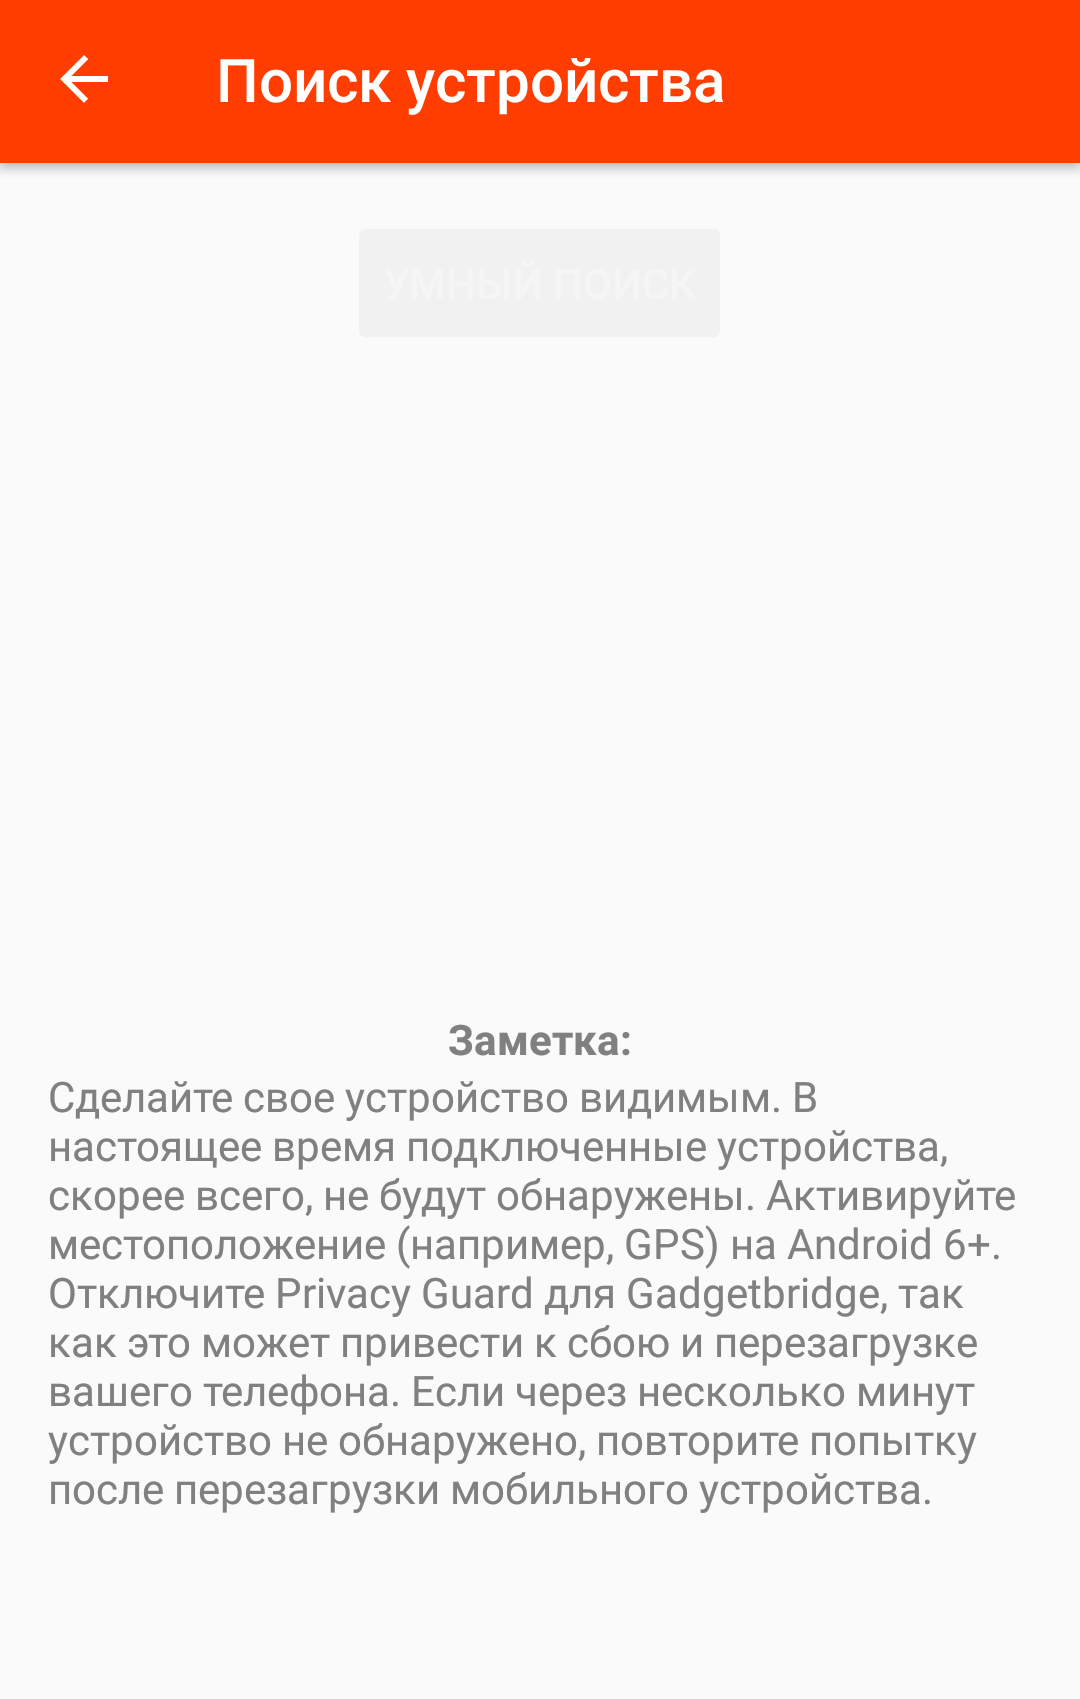 Поиск устройства
УМНЫЙ ПОИСК
Заметка:
Сделайте свое устройство видимым. В
настоящее время подключенные устройства,
скорее всего, не будут обнаружены. Активируйте
местоположение (например, GPS) на Android 6+.
Отключите Privacy Guard для Gadgetbridge, так
как это может привести к сбою и перезагрузке
вашего телефона. Если через несколько минут
устройство не обнаружено, повторите попытку
после перезагрузки мобильного устройства.